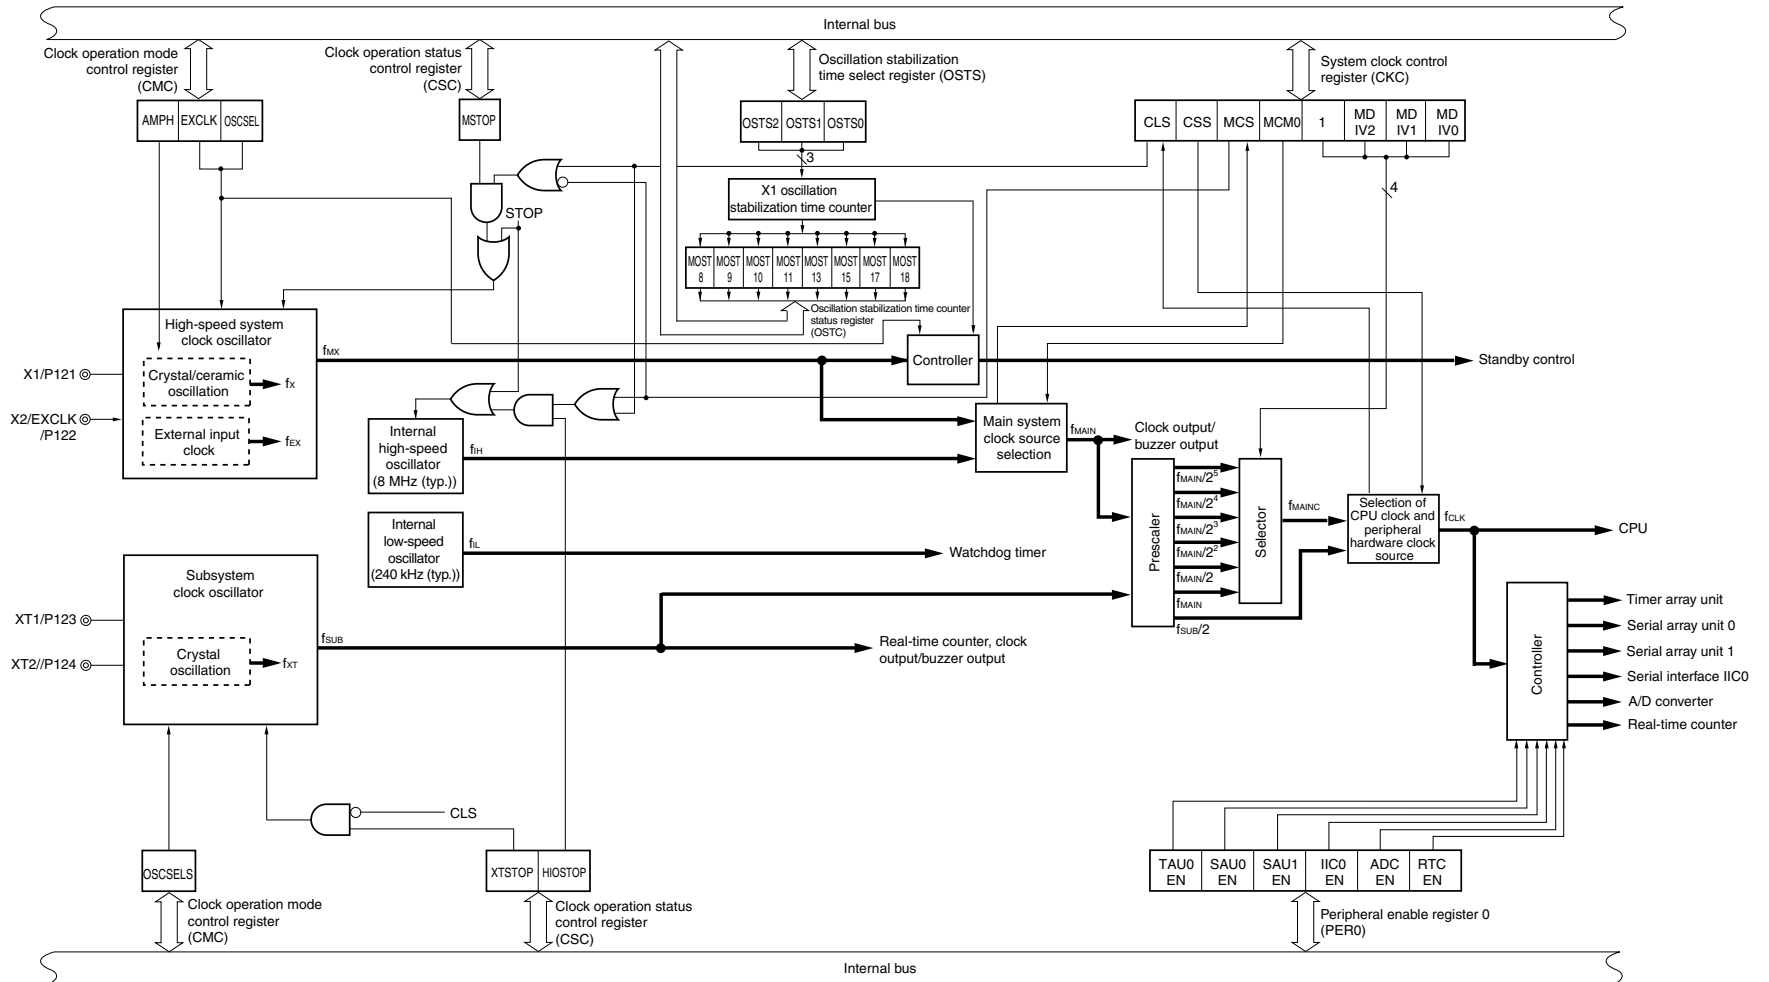 Internal bus
Clock operation mode
control register
(CMC)
Clock operation status
control register
(CSC)
Oscillation stabilization
time select register (OSTS)
System clock control
register (CKC)
AMPH EXCLK OSCSEL
MSTOP
OSTS2 OSTS1 OSTS0
CLS CSS MCS MCM0 1 MD MD MD
IV2 IV1 IV0
3
4
X1 oscillation
stabilization time counter
STOP
MOST MOST MOST MOST MOST MOST MOST MOST
8 9 10 11 13 15 17 18
Oscillation stabilization time counter
status register
(OSTC)
High-speed system
clock oscillator
fMX
Controller
Standby control
X1/P121
Crystal/ceramic
oscillation
fX
X2/EXCLK
/P122
External input
clock
fEX
Internal
high-speed
oscillator
(8 MHz (typ.))
fIH
Main system
clock source
selection
fMAIN
Clock output/
buzzer output
Prescaler
fMAIN/2⁵
fMAIN/2⁴
fMAIN/2³
fMAIN/2²
fMAIN/2
fMAIN
fSUB/2
Selector
fMAINC
Selection of
CPU clock and
peripheral
hardware clock
source
fCLK
CPU
Internal
low-speed
oscillator
(240 kHz (typ.))
fIL
Watchdog timer
Subsystem
clock oscillator
XT1/P123
fSUB
Real-time counter, clock
output/buzzer output
XT2//P124
Crystal
oscillation
fXT
Controller
Timer array unit
Serial array unit 0
Serial array unit 1
Serial interface IIC0
A/D converter
Real-time counter
CLS
OSCSELS
XTSTOP HIOSTOP
TAU0 SAU0 SAU1 IIC0 ADC RTC
EN EN EN EN EN EN
Clock operation mode
control register
(CMC)
Clock operation status
control register
(CSC)
Peripheral enable register 0
(PER0)
Internal bus